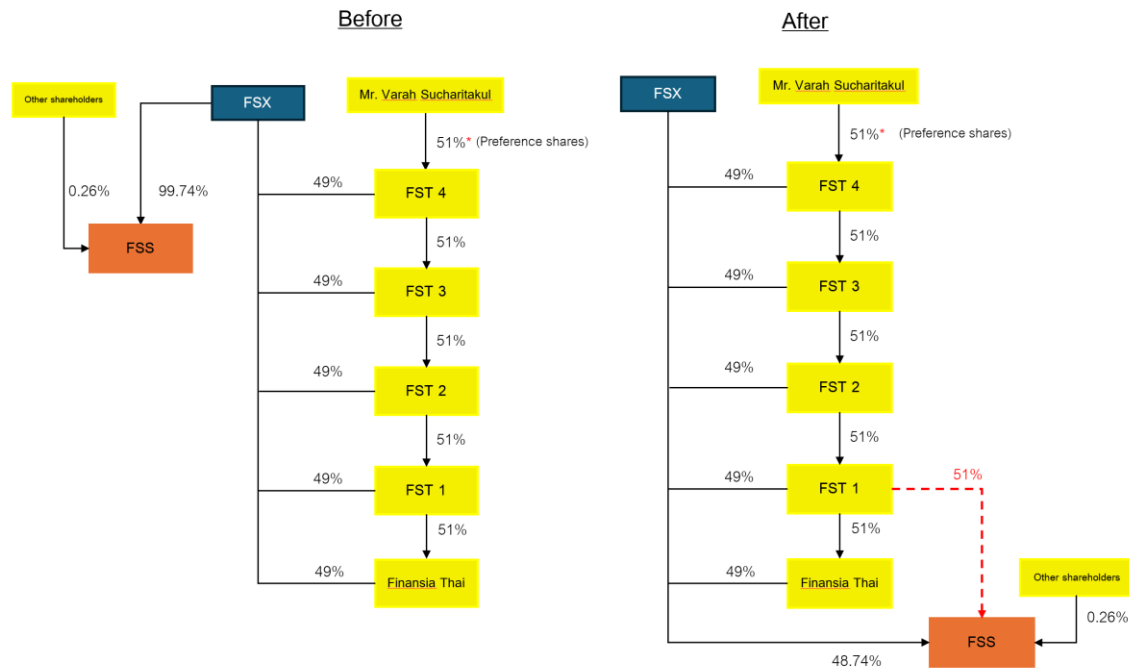 Before
Other shareholders
FSX
Mr. Varah Sucharitakul
51%* (Preference shares)
0.26%
99.74%
49%
FST 4
FSS
51%
49%
FST 3
51%
49%
FST 2
51%
49%
FST 1
51%
49%
Finansia Thai
After
FSX
Mr. Varah Sucharitakul
51%* (Preference shares)
49%
FST 4
51%
49%
FST 3
51%
49%
FST 2
51%
49%
FST 1
51%
51%
49%
Finansia Thai
Other shareholders
0.26%
FSS
48.74%